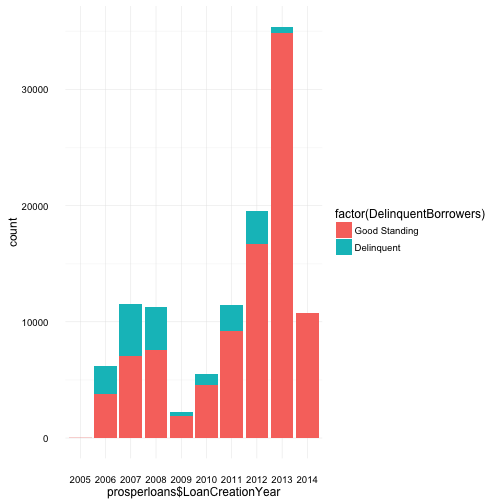 30000
20000
10000
0
count
2005 2006 2007 2008 2009 2010 2011 2012 2013 2014
prosperloans$LoanCreationYear
factor(DelinquentBorrowers)
Good Standing
Delinquent